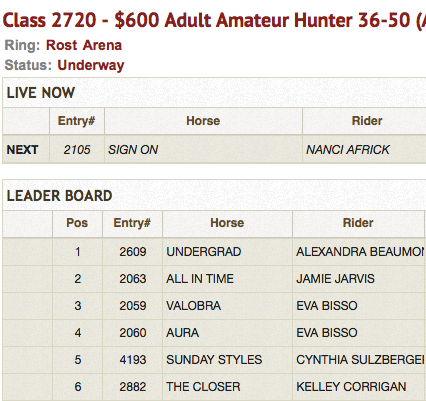 Class 2720 - $600 Adult Amateur Hunter 36-50 (
Ring: Rost Arena
Status: Underway
LIVE NOW
Entry# Horse Rider
NEXT 2105 SIGN ON NANCI AFRICK
LEADER BOARD
Pos Entry# Horse Rider
1 2609 UNDERGRAD ALEXANDRA BEAUMON
2 2063 ALL IN TIME JAMIE JARVIS
3 2059 VALOBRA EVA BISSO
4 2060 AURA EVA BISSO
5 4193 SUNDAY STYLES CYNTHIA SULZBERGE
6 2882 THE CLOSER KELLEY CORRIGAN